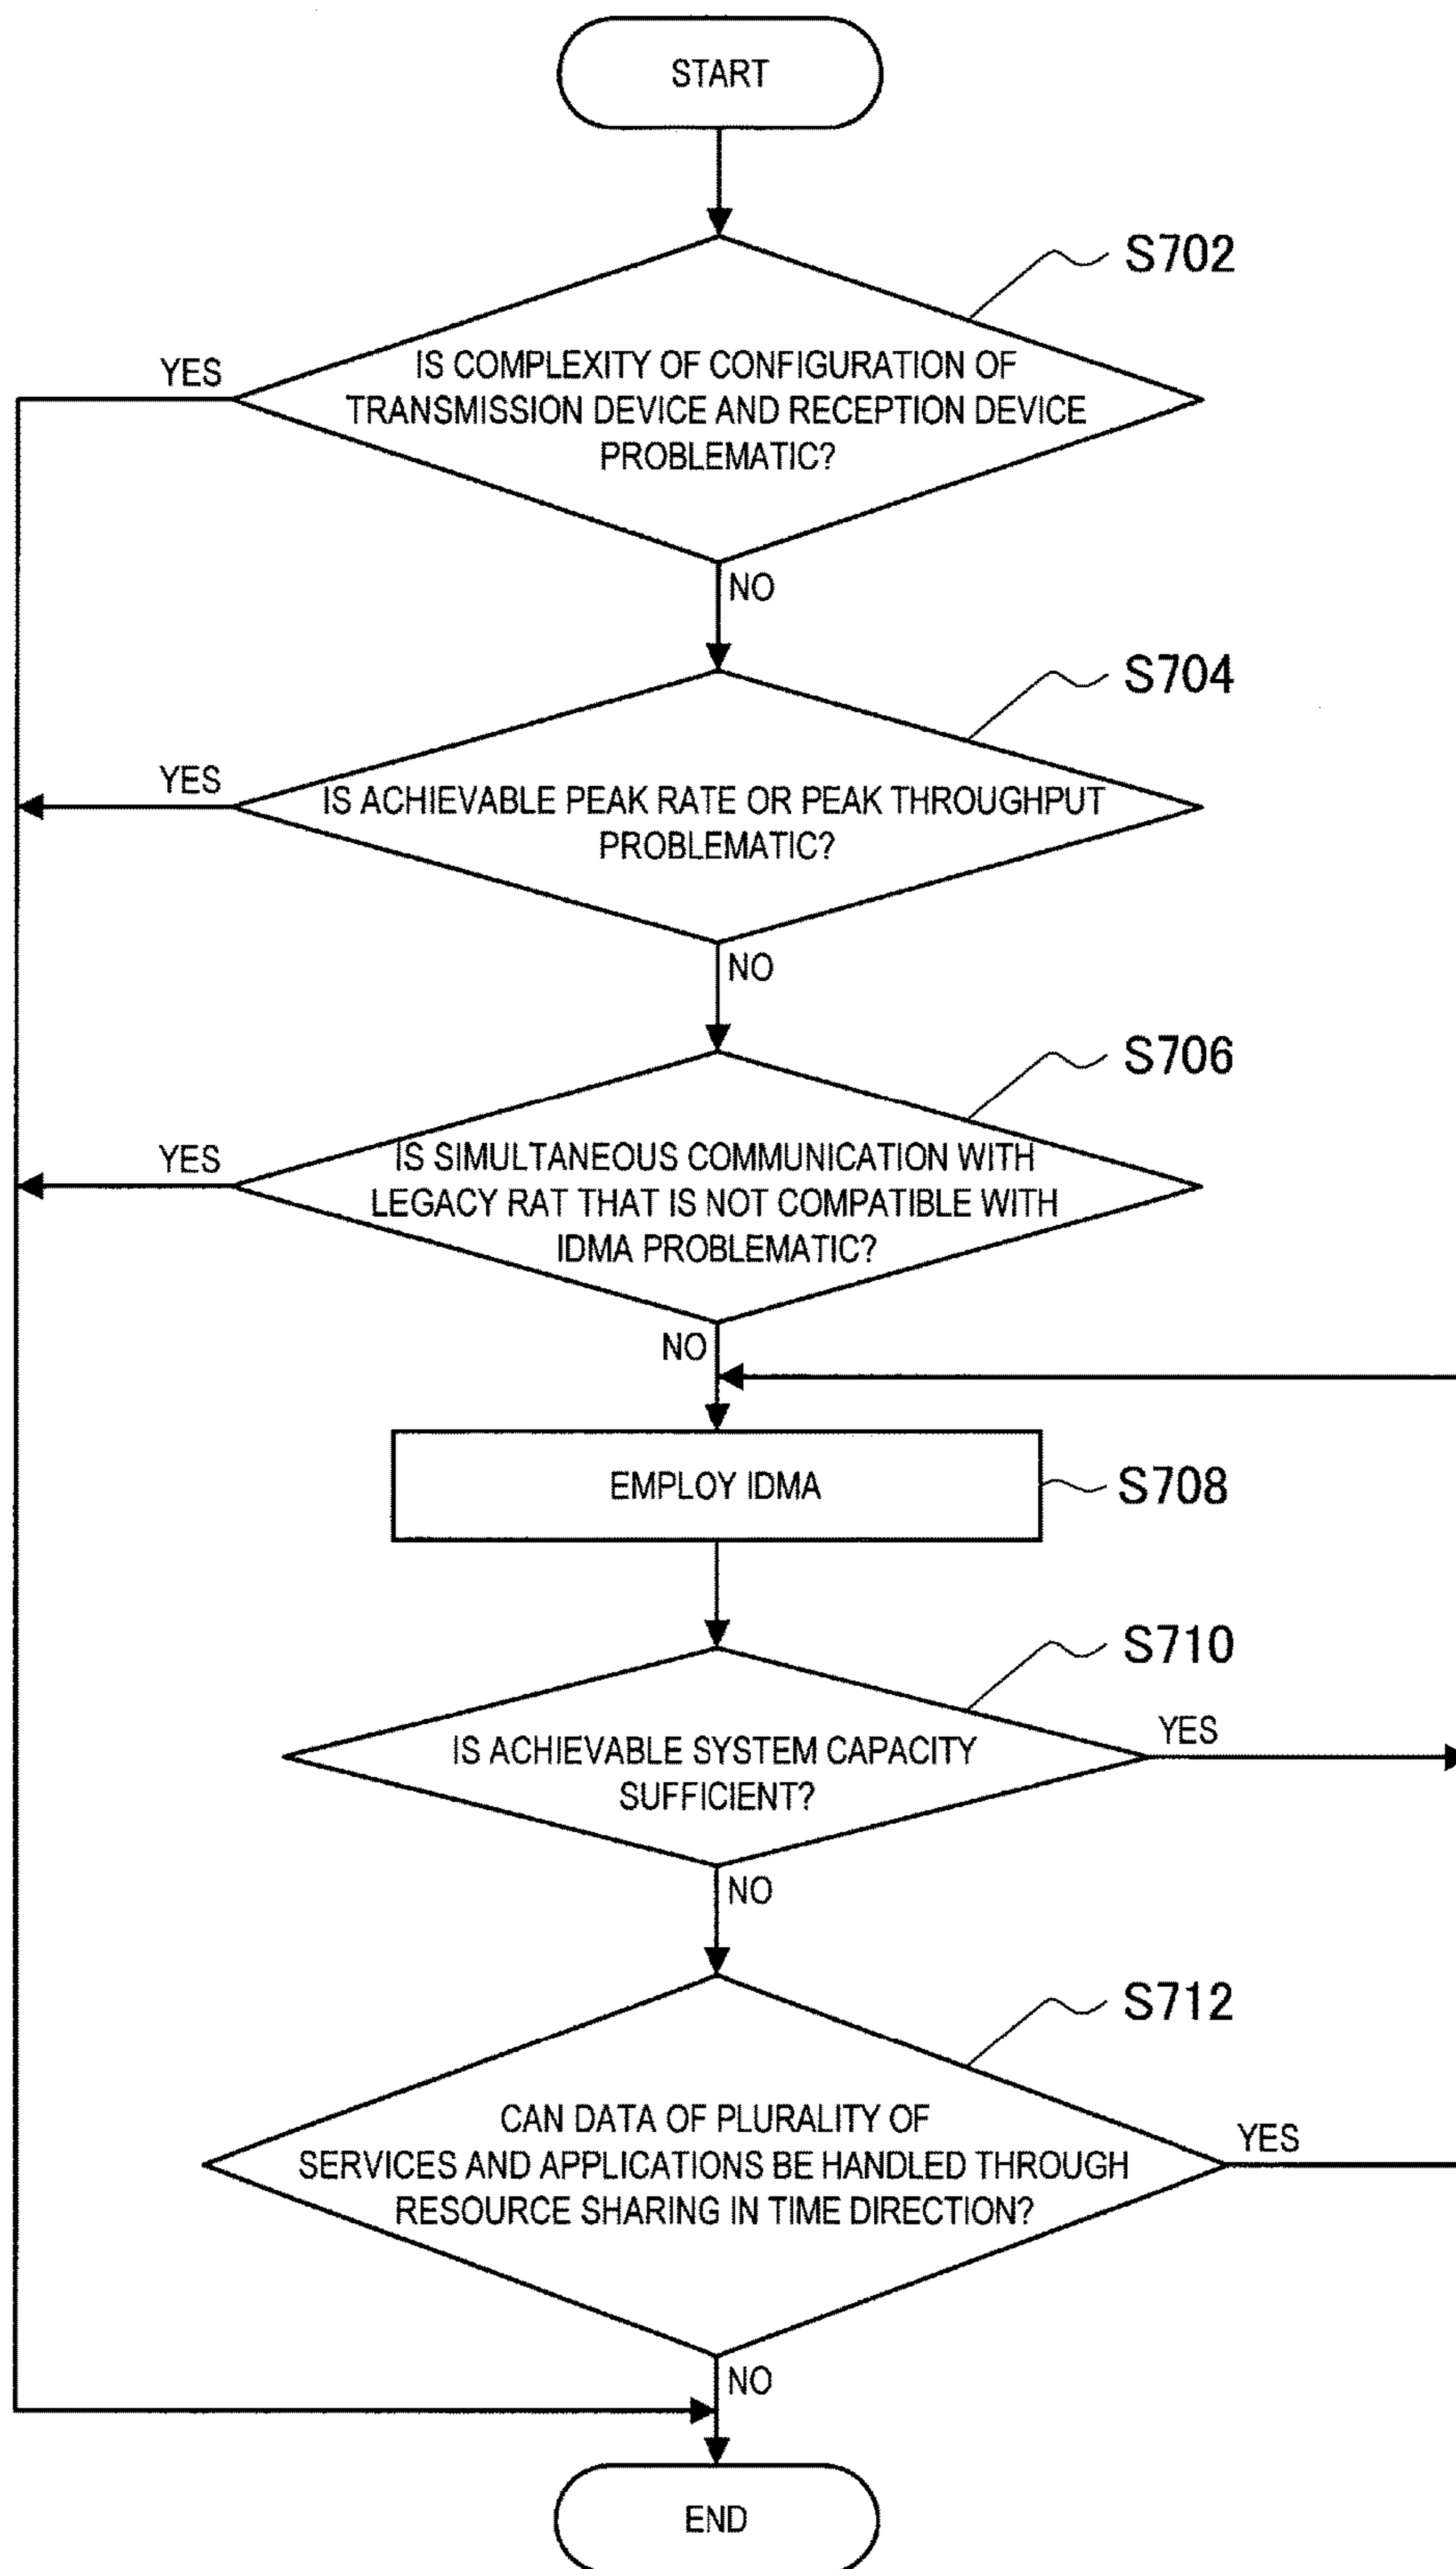 START
S702
YES
IS COMPLEXITY OF CONFIGURATION OF
TRANSMISSION DEVICE AND RECEPTION DEVICE
PROBLEMATIC?
NO
S704
YES
IS ACHIEVABLE PEAK RATE OR PEAK THROUGHPUT
PROBLEMATIC?
NO
S706
YES
IS SIMULTANEOUS COMMUNICATION WITH
LEGACY RAT THAT IS NOT COMPATIBLE WITH
IDMA PROBLEMATIC?
NO
EMPLOY IDMA
S708
S710
YES
IS ACHIEVABLE SYSTEM CAPACITY
SUFFICIENT?
NO
S712
CAN DATA OF PLURALITY OF
YES
SERVICES AND APPLICATIONS BE HANDLED THROUGH
RESOURCE SHARING IN TIME DIRECTION?
NO
END